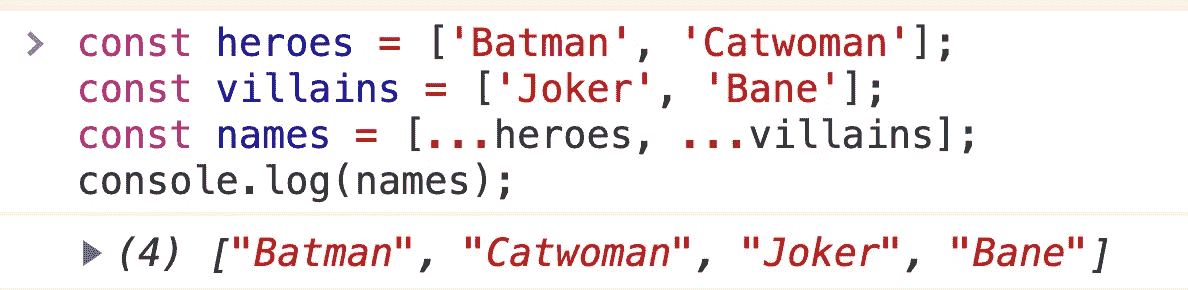 > const heroes = ['Batman', 'Catwoman'];
const villains = ['Joker', 'Bane'];
const names = [...heroes, ...villains];
console.log(names);
▶ (4) ["Batman", "Catwoman", "Joker", "Bane"]